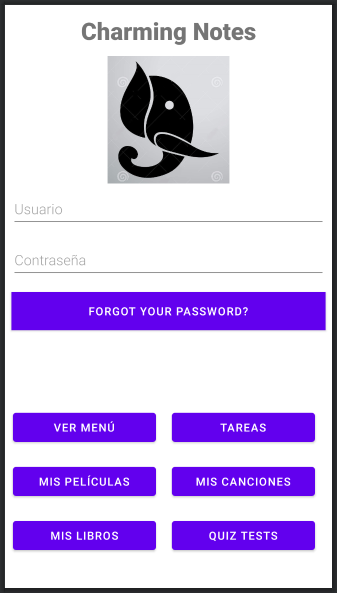 Charming Notes
Usuario
Contraseña
FORGOT YOUR PASSWORD?
VER MENÚ
TAREAS
MIS PELÍCULAS
MIS CANCIONES
MIS LIBROS
QUIZ TESTS